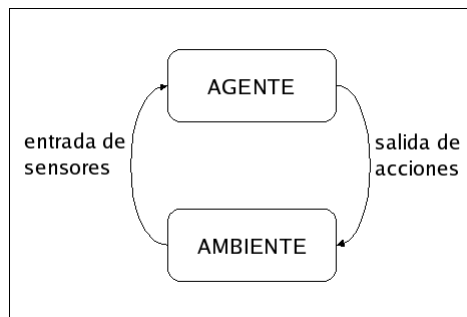 AGENTE
entrada de
sensores
salida de
acciones
AMBIENTE